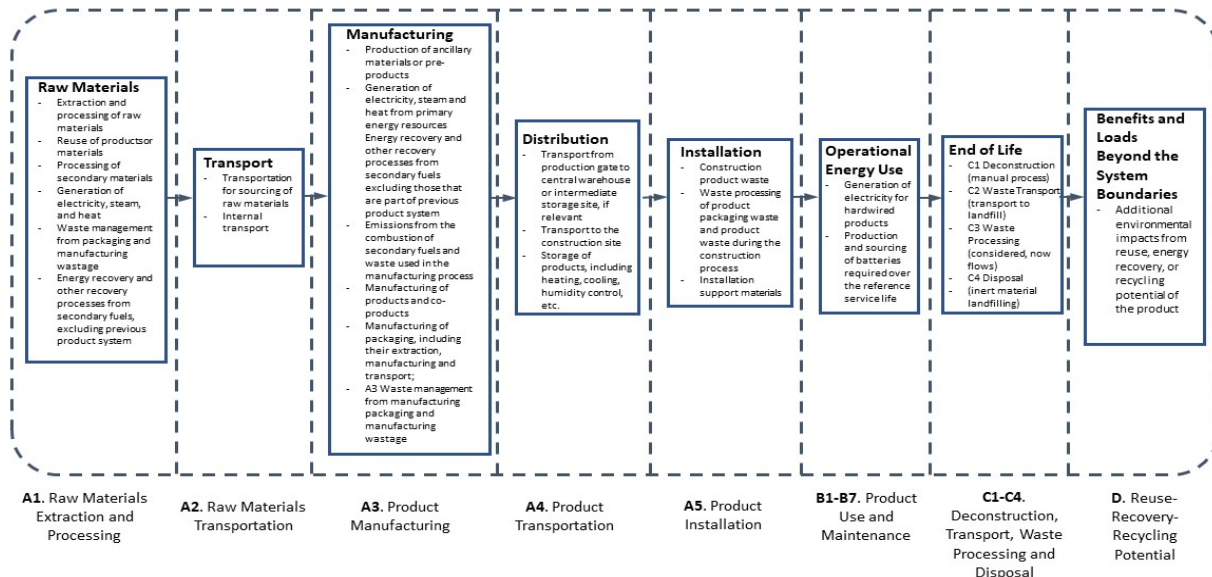 Raw Materials
- Extraction and
processing of raw
materials
- Reuse of productsor
materials
- Processing of
secondary materials
- Generation of
electricity, steam, and
heat
- Waste management
from packaging and
manufacturing
wastage
- Energy recovery and
other recovery
processes from
secondary fuels,
excluding previous
product system
Transport
- Transportation
for sourcing of
raw materials
- Internal
transport
Manufacturing
- Production of ancillary
materials or pre-
products
- Generation of
electricity, steam and
heat from primary
energy resources
Energy recovery and
other recovery
processes from
secondary fuels
excluding those that
are part of previous
product system
- Emissions from the
combustion of
secondary fuels and
waste used in the
manufacturing process
- Manufacturing of
products and co-
products
- Manufacturing of
packaging, including
their extraction,
manufacturing and
transport;
- A3 Waste management
from manufacturing
packaging and
manufacturing
wastage
Distribution
- Transport from
production gate to
central warehouse
or intermediate
storage site, if
relevant
- Transport to the
construction site
- Storage of
products, including
heating, cooling,
humidity control,
etc.
Installation
- Construction
product waste
- Waste processing
of product
packaging waste
and product
waste during the
construction
process
- Installation
support materials
Operational
Energy Use
- Generation of
electricity for
hardwired
products
- Production
and sourcing
of batteries
required over
the reference
service life
End of Life
- C1 Deconstruction
(manual process)
- C2 Waste Transport
(transport to
landfill)
- C3 Waste
Processing
(considered, now
flows)
- C4 Disposal
- (inert material
landfilling)
Benefits and
Loads
Beyond the
System
Boundaries
- Additional
environmental
impacts from
reuse, energy
recovery, or
recycling
potential of
the product
A1. Raw Materials
Extraction and
Processing
A2. Raw Materials
Transportation
A3. Product
Manufacturing
A4. Product
Transportation
A5. Product
Installation
B1-B7. Product
Use and
Maintenance
C1-C4.
Deconstruction,
Transport, Waste
Processing and
Disposal
D. Reuse-
Recovery-
Recycling
Potential